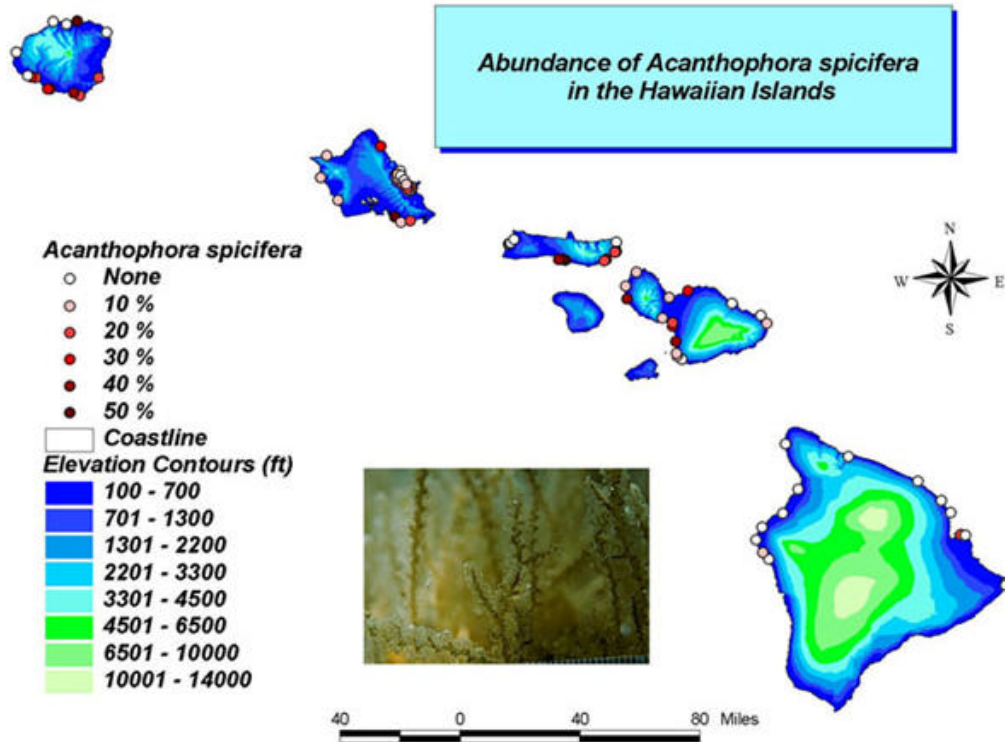 Abundance of Acanthophora spicifera
in the Hawaiian Islands
N
W E
S
Acanthophora spicifera
None
10 %
20 %
30 %
40 %
50 %
Coastline
Elevation Contours (ft)
100 - 700
701 - 1300
1301 - 2200
2201 - 3300
3301 - 4500
4501 - 6500
6501 - 10000
10001 - 14000
40 0 40 80 Miles